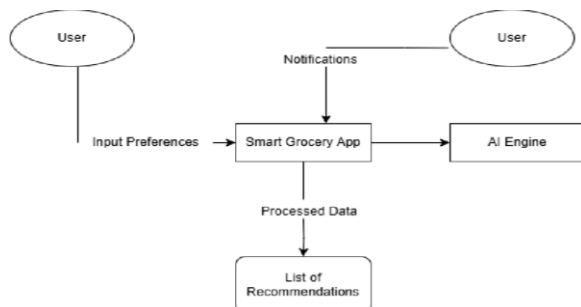 User
User
Notifications
Input Preferences
Smart Grocery App
AI Engine
Processed Data
List of
Recommendations